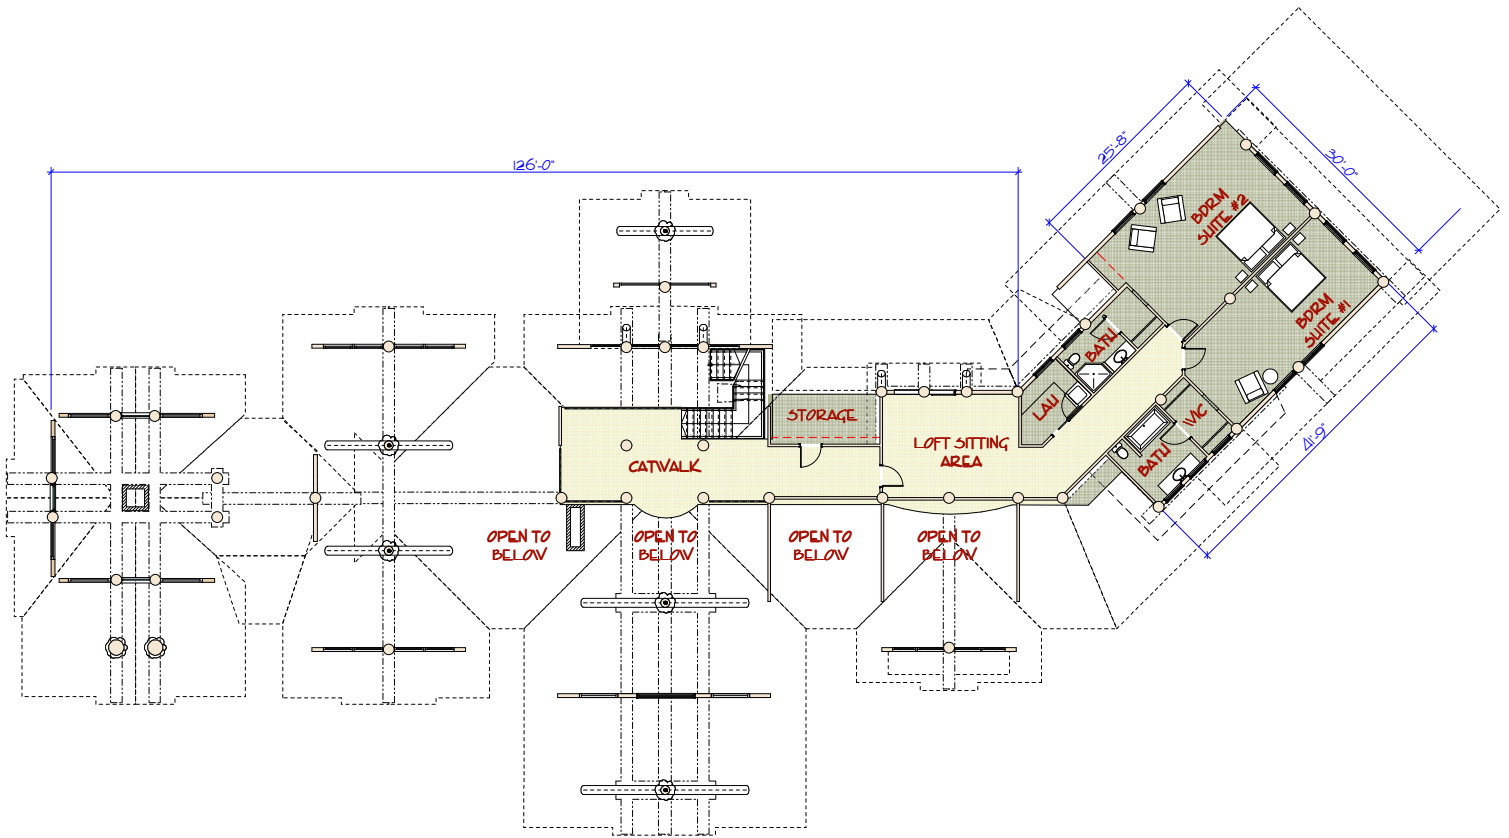 126'-0"
25'-8"
30'-0"
BDRM
SUITE #2
BDRM
SUITE #1
BATH
LAU
STORAGE
LOFT SITTING
AREA
W/C
BATH
41'-9"
CATWALK
OPEN TO
BELOW
OPEN TO
BELOW
OPEN TO
BELOW
OPEN TO
BELOW